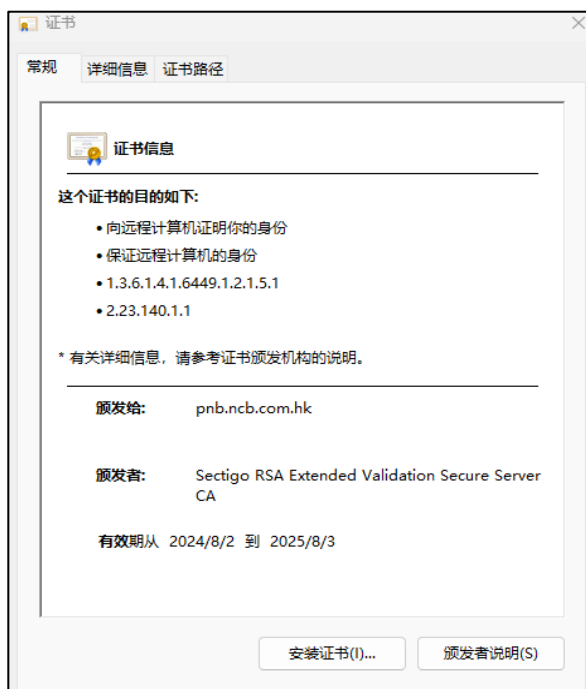 证书
常规 详细信息 证书路径
证书信息
这个证书的目的如下:
• 向远程计算机证明你的身份
• 保证远程计算机的身份
• 1.3.6.1.4.1.6449.1.2.1.5.1
• 2.23.140.1.1
* 有关详细信息，请参考证书颁发机构的说明。
颁发给: pnb.ncb.com.hk
颁发者: Sectigo RSA Extended Validation Secure Server
CA
有效期从 2024/8/2 到 2025/8/3
安装证书(I)... 颁发者说明(S)